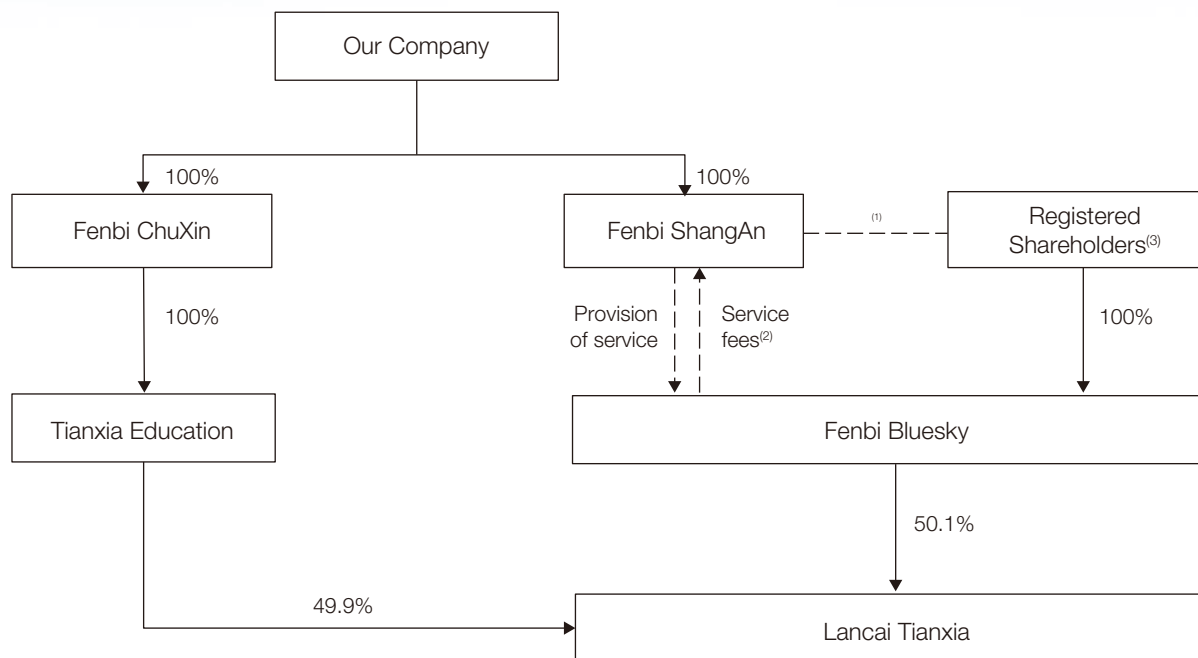 Our Company
100%
100%
Fenbi ChuXin
Fenbi ShangAn
(1)
Registered
Shareholders(3)
100%
Provision
of service
Service
fees(2)
100%
Tianxia Education
Fenbi Bluesky
50.1%
49.9%
Lancai Tianxia